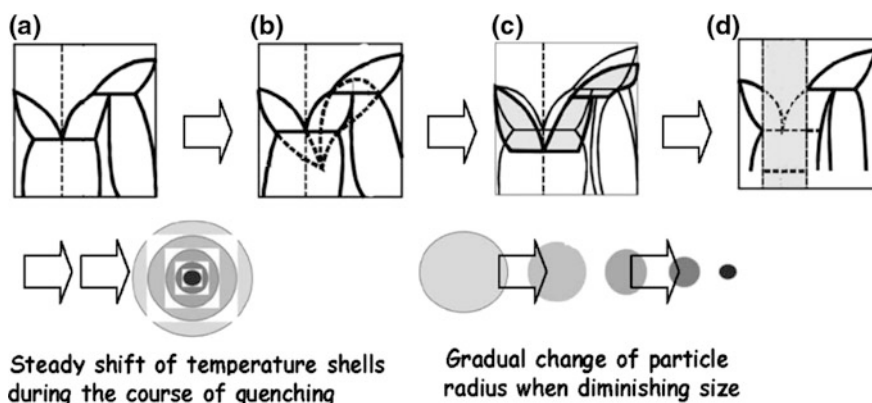 (a)
(b)
(c)
(d)
Steady shift of temperature shells
during the course of quenching
Gradual change of particle
radius when diminishing size